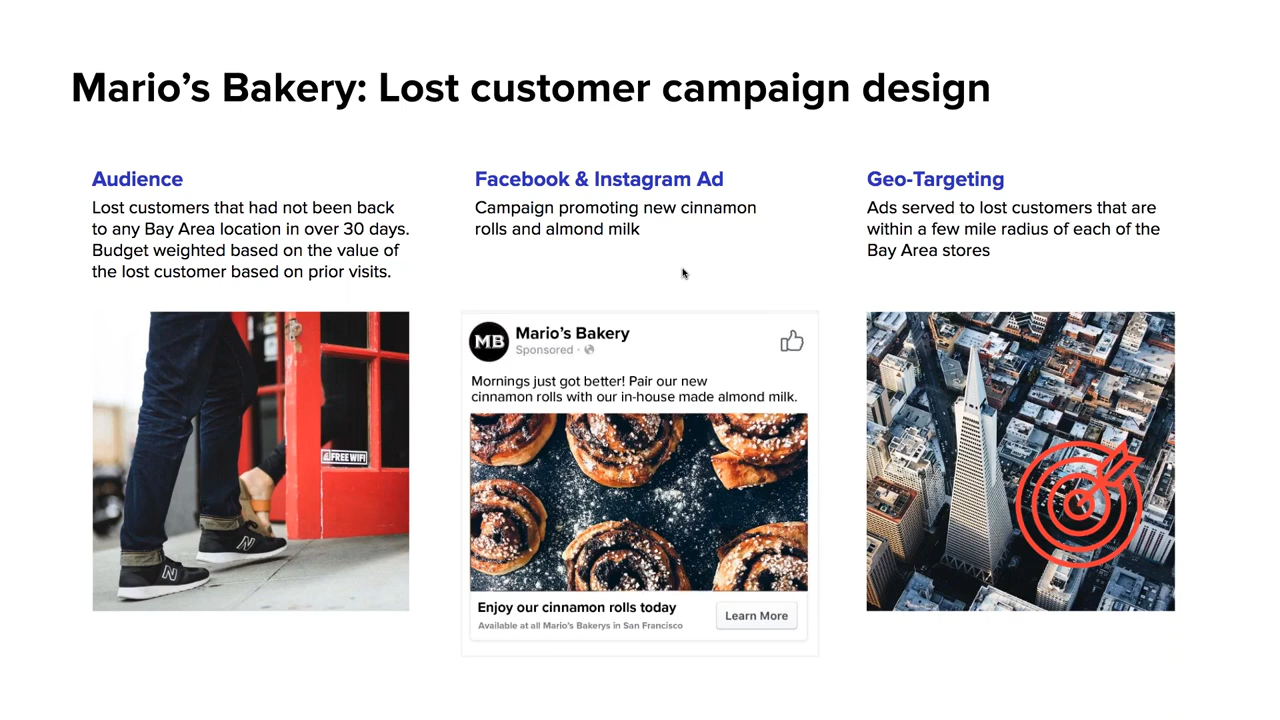 Mario’s Bakery: Lost customer campaign design
Audience
Lost customers that had not been back
to any Bay Area location in over 30 days.
Budget weighted based on the value of
the lost customer based on prior visits.
FREE WIFI
N
N
Facebook & Instagram Ad
Campaign promoting new cinnamon
rolls and almond milk
MB
Mario’s Bakery
Sponsored ·
Mornings just got better! Pair our new
cinnamon rolls with our in-house made almond milk.
Enjoy our cinnamon rolls today
Available at all Mario’s Bakerys in San Francisco
Learn More
Geo-Targeting
Ads served to lost customers that are
within a few mile radius of each of the
Bay Area stores